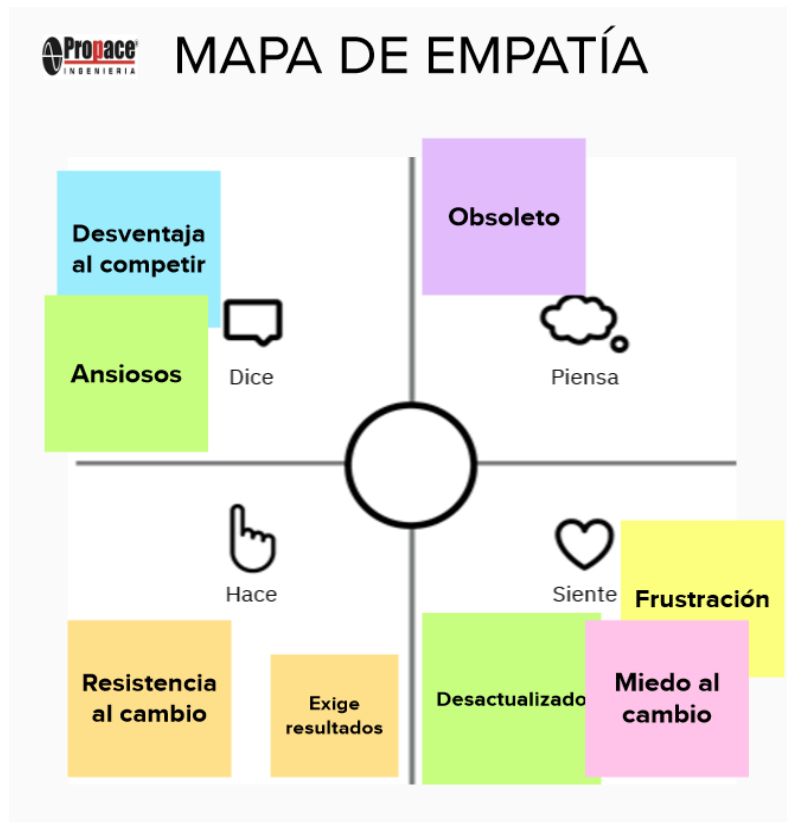 Propace
INGENIERIA
MAPA DE EMPATÍA
Desventaja
al competir
Ansiosos
Dice
Obsoleto
Piensa
Hace
Resistencia
al cambio
Exige
resultados
Siente
Frustración
Desactualizado
Miedo al
cambio